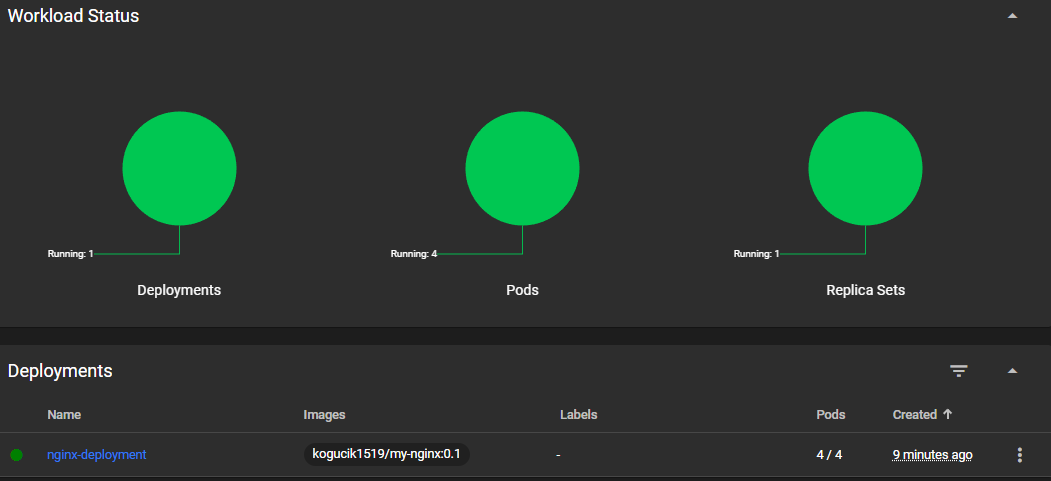 Workload Status
Running: 1
Running: 4
Running: 1
Deployments
Pods
Replica Sets
Deployments
Name Images Labels Pods Created
nginx-deployment kogucik1519/my-nginx:0.1 - 4 / 4 9 minutes ago